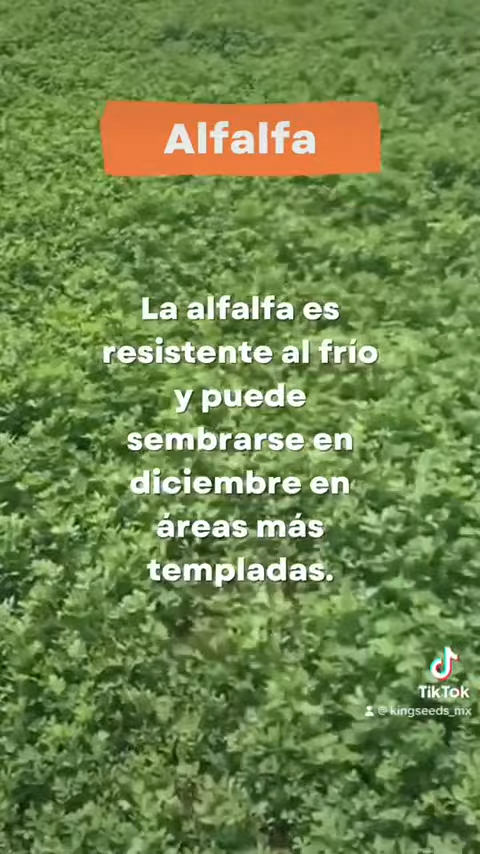 Alfalfa
La alfalfa es
resistente al frío
y puede
sembrarse en
diciembre en
áreas más
templadas.
TikTok
@kingseeds_mx